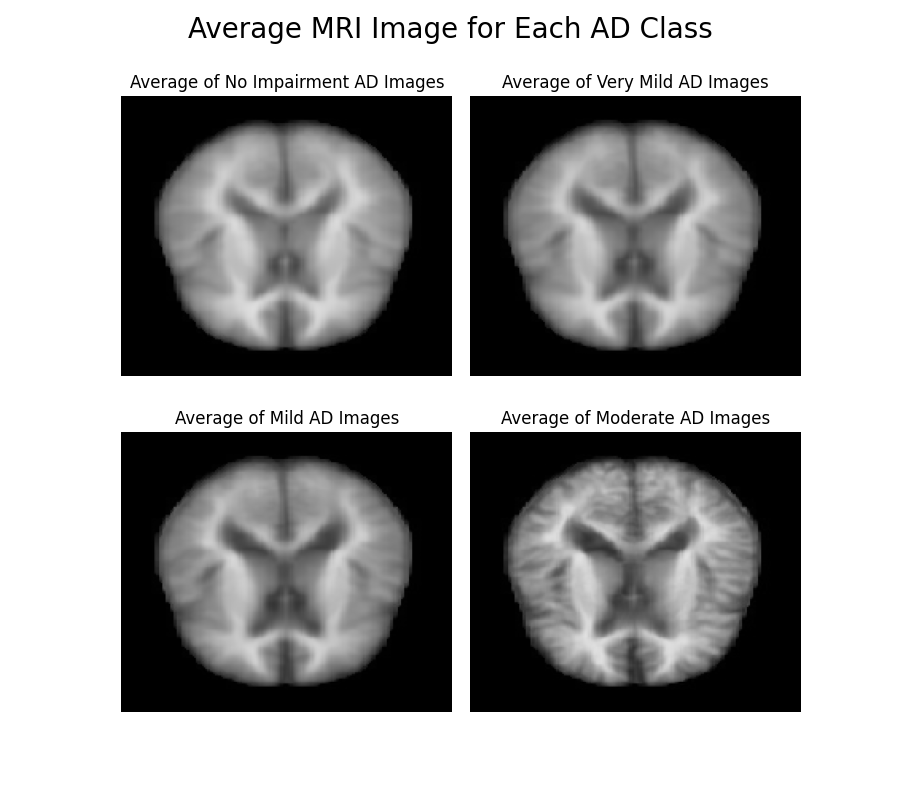 Average MRI Image for Each AD Class
Average of No Impairment AD Images
Average of Very Mild AD Images
Average of Mild AD Images
Average of Moderate AD Images